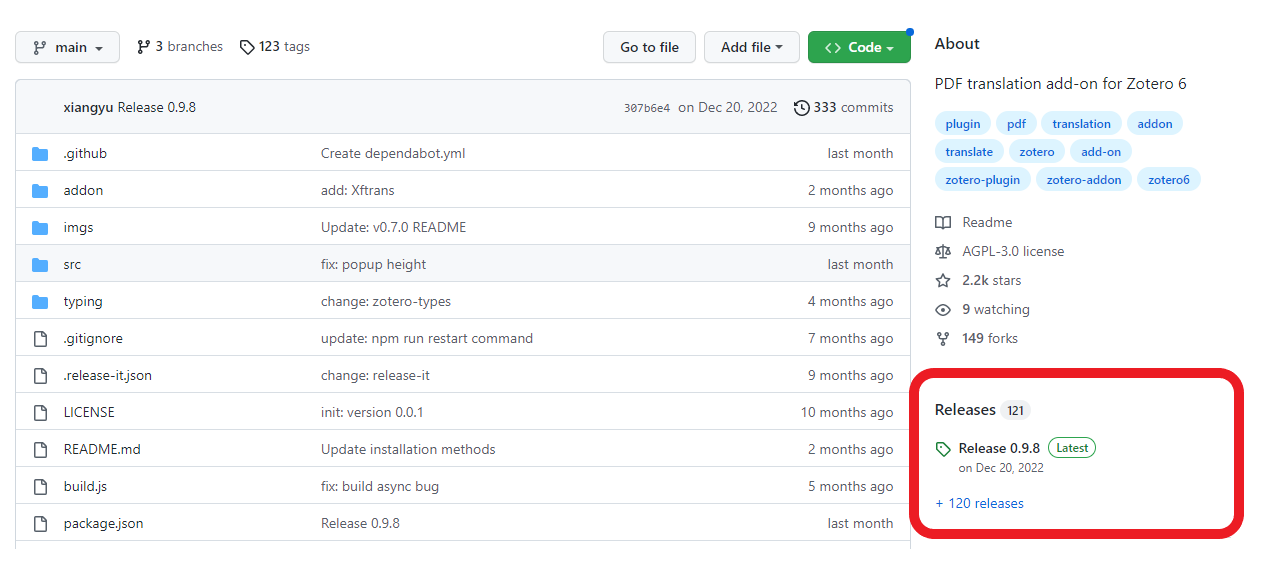 main 3 branches 123 tags Go to file Add file Code
xiangyu Release 0.9.8 307b6e4 on Dec 20, 2022 333 commits
.github Create dependabot.yml last month
addon add: Xftrans 2 months ago
imgs Update: v0.7.0 README 9 months ago
src fix: popup height last month
typing change: zotero-types 4 months ago
.gitignore update: npm run restart command 7 months ago
.release-it.json change: release-it 9 months ago
LICENSE init: version 0.0.1 10 months ago
README.md Update installation methods 2 months ago
build.js fix: build async bug 5 months ago
package.json Release 0.9.8 last month
About
PDF translation add-on for Zotero 6
plugin pdf translation addon
translate zotero add-on
zotero-plugin zotero-addon zotero6
Readme
AGPL-3.0 license
2.2k stars
9 watching
149 forks
Releases 121
Release 0.9.8 Latest
on Dec 20, 2022
+ 120 releases